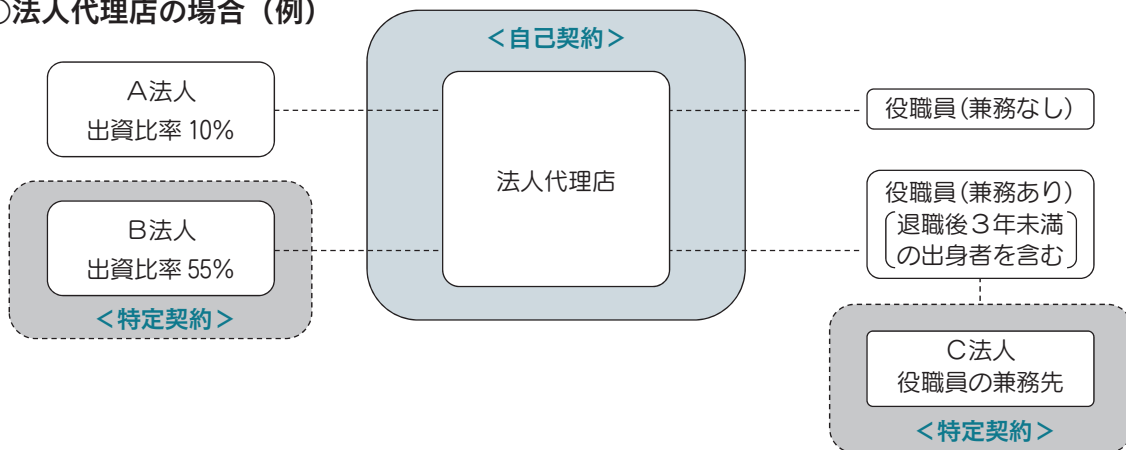 ○法人代理店の場合（例）
＜自己契約＞
A法人
出資比率 10%
B法人
出資比率 55%
＜特定契約＞
法人代理店
役職員（兼務なし）
役職員（兼務あり）
退職後３年未満
の出身者を含む
C法人
役職員の兼務先
＜特定契約＞